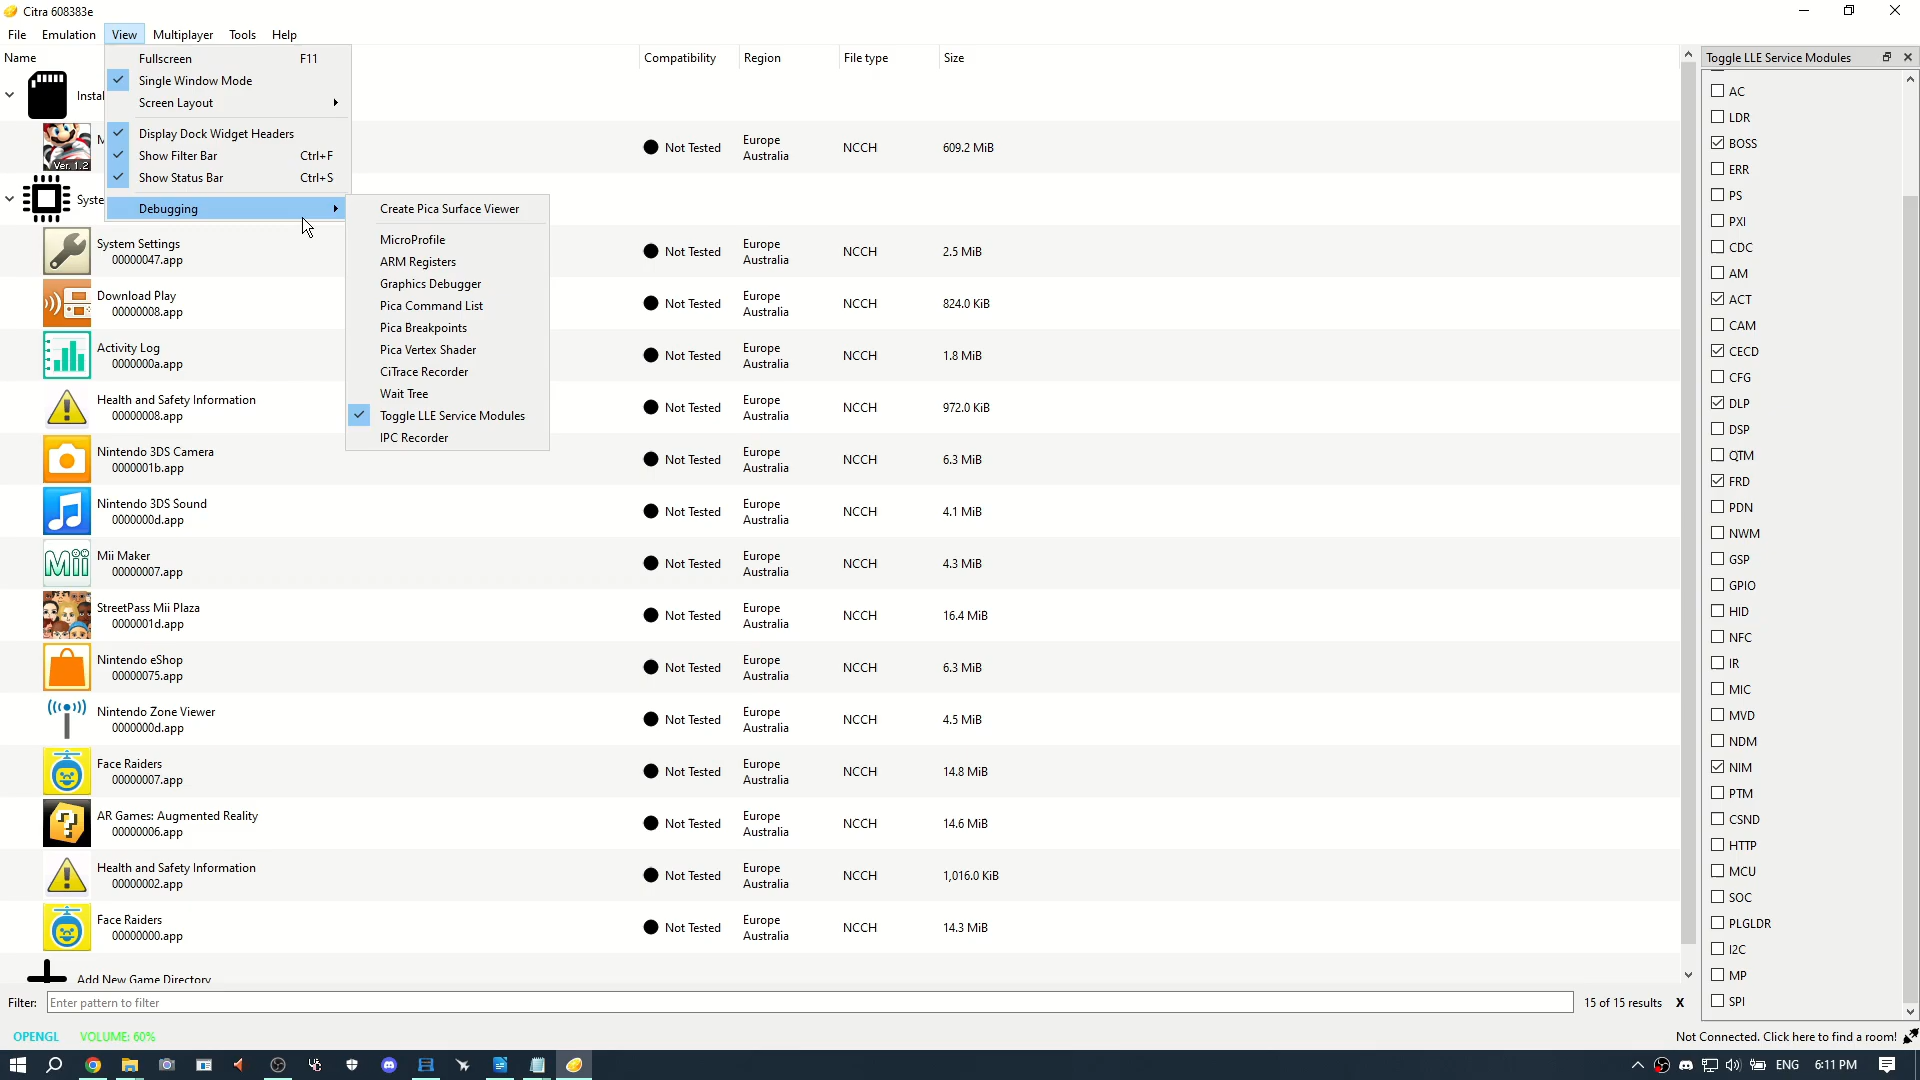 Citra 608383e
File Emulation View Multiplayer Tools Help
Name Compatibility Region File type Size
Fullscreen F11
Single Window Mode
Screen Layout
Display Dock Widget Headers
Show Filter Bar Ctrl+F
Show Status Bar Ctrl+S
Debugging
Create Pica Surface Viewer
MicroProfile
ARM Registers
Graphics Debugger
Pica Command List
Pica Breakpoints
Pica Vertex Shader
CiTrace Recorder
Wait Tree
Toggle LLE Service Modules
IPC Recorder
Instal
M
Ver. 1.2
Not Tested Europe NCCH 609.2 MiB
Australia
Syste
System Settings
00000047.app
Not Tested Europe NCCH 2.5 MiB
Australia
Download Play
00000008.app
Not Tested Europe NCCH 824.0 KiB
Australia
Activity Log
0000000a.app
Not Tested Europe NCCH 1.8 MiB
Australia
Health and Safety Information
00000008.app
Not Tested Europe NCCH 972.0 KiB
Australia
Nintendo 3DS Camera
0000001b.app
Not Tested Europe NCCH 6.3 MiB
Australia
Nintendo 3DS Sound
0000000d.app
Not Tested Europe NCCH 4.1 MiB
Australia
Mii
Mii Maker
00000007.app
Not Tested Europe NCCH 4.3 MiB
Australia
StreetPass Mii Plaza
0000001d.app
Not Tested Europe NCCH 16.4 MiB
Australia
Nintendo eShop
00000075.app
Not Tested Europe NCCH 6.3 MiB
Australia
Nintendo Zone Viewer
0000000d.app
Not Tested Europe NCCH 4.5 MiB
Australia
Face Raiders
00000007.app
Not Tested Europe NCCH 14.8 MiB
Australia
AR Games: Augmented Reality
00000006.app
Not Tested Europe NCCH 14.6 MiB
Australia
Health and Safety Information
00000002.app
Not Tested Europe NCCH 1,016.0 KiB
Australia
Face Raiders
00000000.app
Not Tested Europe NCCH 14.3 MiB
Australia
Add New Game Directory
Toggle LLE Service Modules
AC
LDR
BOSS
ERR
PS
PXI
CDC
AM
ACT
CAM
CECD
CFG
DLP
DSP
QTM
FRD
PDN
NWM
GSP
GPIO
HID
NFC
IR
MIC
MVD
NDM
NIM
PTM
CSND
HTTP
MCU
SOC
PLGLDR
I2C
MP
SPI
Filter: Enter pattern to filter 15 of 15 results X
OPENGL VOLUME: 60% Not Connected. Click here to find a room!
ENG 6:11 PM